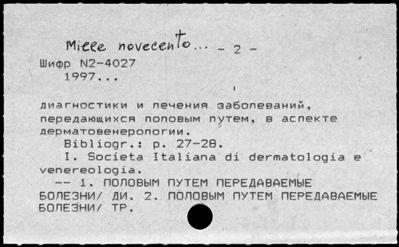 Mille novecento... - 2 -
Шифр N2-4027
1997...
диагностики и лечения заболеваний,
передающихся половым путем, в аспекте
дерматовенерологии.
Bibliogr.: p. 27-28.
I. Societa Italiana di dermatologia e
venereologia.
-- 1. ПОЛОВЫМ ПУТЕМ ПЕРЕДАВАЕМЫЕ
БОЛЕЗНИ/ ДИ. 2. ПОЛОВЫМ ПУТЕМ ПЕРЕДАВАЕМЫЕ
БОЛЕЗНИ/ ТР.